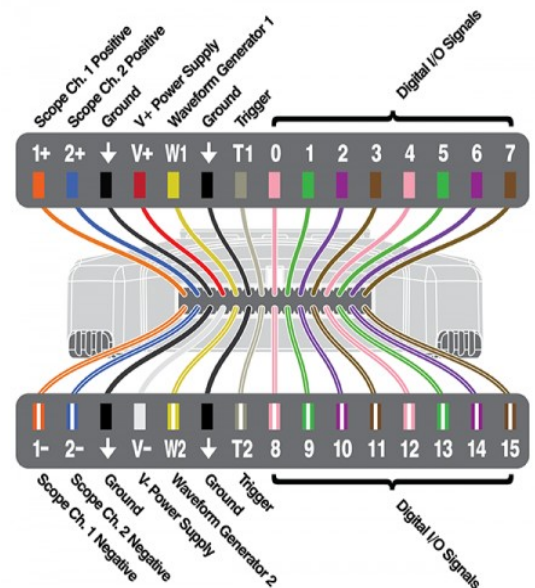 Scope Ch. 1 Positive
Scope Ch. 2 Positive
Ground
V+ Power Supply
Waveform Generator 1
Ground
Trigger
Digital I/O Signals
1+ 2+ ↓ V+ W1 ↓ T1 0 1 2 3 4 5 6 7
1- 2- ↓ V- W2 ↓ T2 8 9 10 11 12 13 14 15
Scope Ch. 1 Negative
Scope Ch. 2 Negative
Ground
V- Power Supply
Waveform Generator 2
Ground
Trigger
Digital I/O Signals